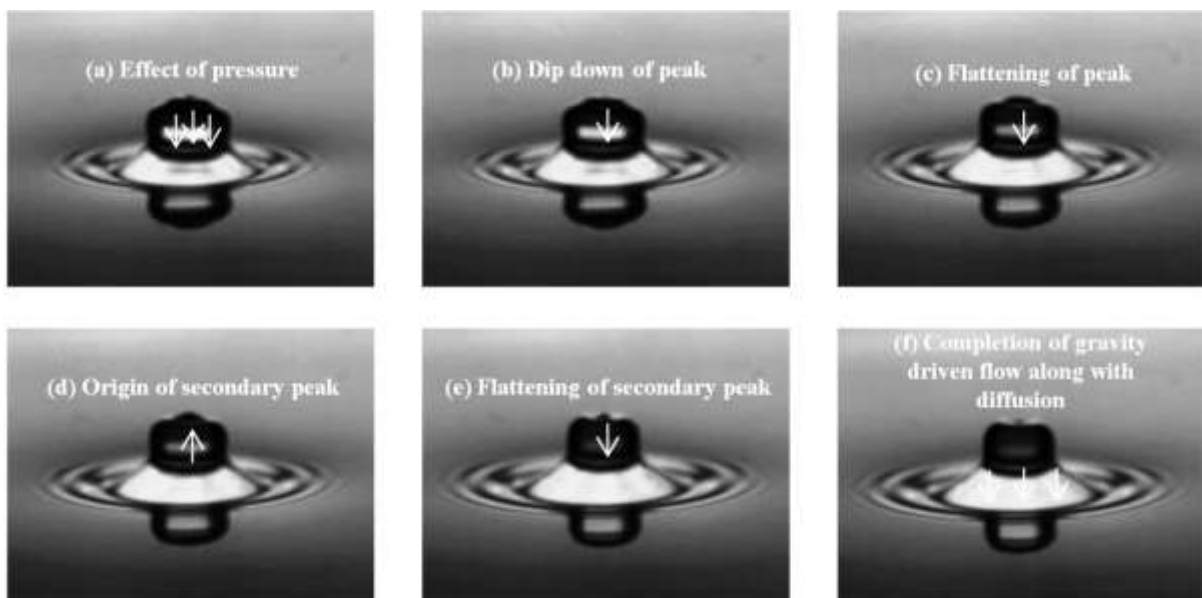 (a) Effect of pressure
(b) Dip down of peak
(c) Flattening of peak
(d) Origin of secondary peak
(e) Flattening of secondary peak
(f) Completion of gravity
driven flow along with
diffusion